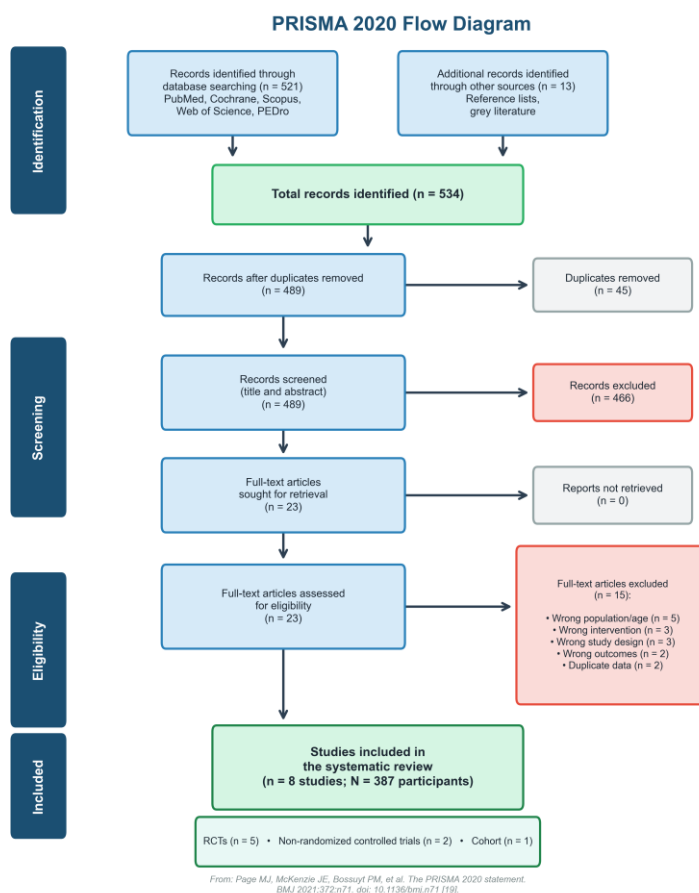 PRISMA 2020 Flow Diagram
Identification
Records identified through
database searching (n = 521)
PubMed, Cochrane, Scopus,
Web of Science, PEDro
Additional records identified
through other sources (n = 13)
Reference lists,
grey literature
Total records identified (n = 534)
Records after duplicates removed
(n = 489)
Duplicates removed
(n = 45)
Screening
Records screened
(title and abstract)
(n = 489)
Records excluded
(n = 466)
Full-text articles
sought for retrieval
(n = 23)
Reports not retrieved
(n = 0)
Eligibility
Full-text articles assessed
for eligibility
(n = 23)
Full-text articles excluded
(n = 15):
• Wrong population/age (n = 5)
• Wrong intervention (n = 3)
• Wrong study design (n = 3)
• Wrong outcomes (n = 2)
• Duplicate data (n = 2)
Included
Studies included in
the systematic review
(n = 8 studies; N = 387 participants)
RCTs (n = 5) • Non-randomized controlled trials (n = 2) • Cohort (n = 1)
From: Page MJ, McKenzie JE, Bossuyt PM, et al. The PRISMA 2020 statement.
BMJ 2021;372:n71. doi: 10.1136/bmj.n71 [19].